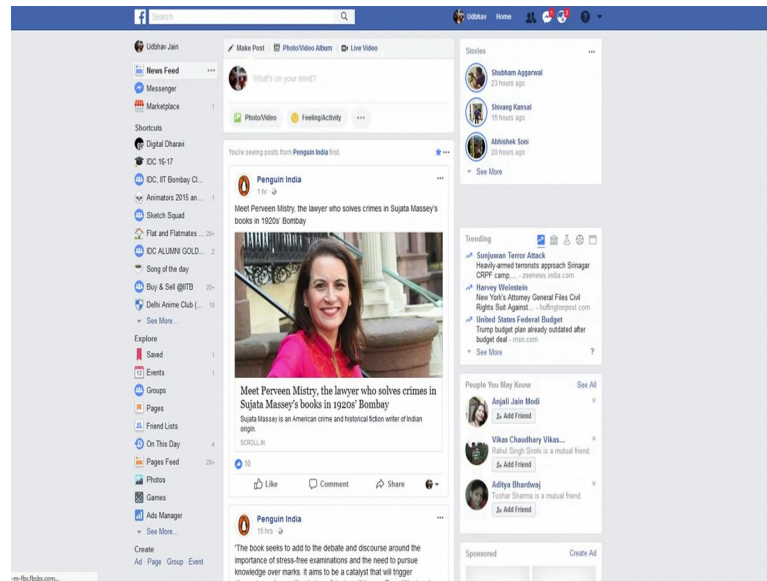 Search
Udbhav Home
Udbhav Jain
News Feed
Messenger
Marketplace 1
Shortcuts
Digital Dharavi
IDC 16-17
IDC, IIT Bombay Cl...
Animators 2015 an... 1
Sketch Squad
Flat and Flatmates ... 20+
IDC ALUMNI GOLD... 2
Song of the day
Buy & Sell @IITB 20+
Delhi Anime Club (... 18
See More...
Explore
Saved 1
Events 1
Groups
Pages
Friend Lists
On This Day 4
Pages Feed 20+
Photos
Games
Ads Manager
See More...
Create
Ad Page Group Event
Make Post Photo/Video Album Live Video
What's on your mind?
Photo/Video Feeling/Activity
You're seeing posts from Penguin India first.
Penguin India
1 hr
Meet Perveen Mistry, the lawyer who solves crimes in Sujata Massey's
books in 1920s' Bombay
Meet Perveen Mistry, the lawyer who solves crimes in
Sujata Massey's books in 1920s' Bombay
Sujata Massey is an American crime and historical fiction writer of Indian
origin.
SCROLL.IN
10
Like Comment Share
Penguin India
15 hrs
'The book seeks to add to the debate and discourse around the
importance of stress-free examinations and the need to pursue
knowledge over marks. It aims to be a catalyst that will trigger
Stories
Shubham Aggarwal
23 hours ago
Shivang Kansal
15 hours ago
Abhishek Soni
20 hours ago
See More
Trending
Sunjuwan Terror Attack
Heavily-armed terrorists approach Srinagar
CRPF camp,... - zeenews.india.com
Harvey Weinstein
New York's Attorney General Files Civil
Rights Suit Against... - huffingtonpost.com
United States Federal Budget
Trump budget plan already outdated after
budget deal - msn.com
See More ?
People You May Know See All
Anjali Jain Modi
Add Friend
Vikas Chaudhary Vikas...
Rahul Singh Sirohi is a mutual friend.
Add Friend
Aditya Bhardwaj
Tushar Sharma is a mutual friend.
Add Friend
Sponsored Create Ad